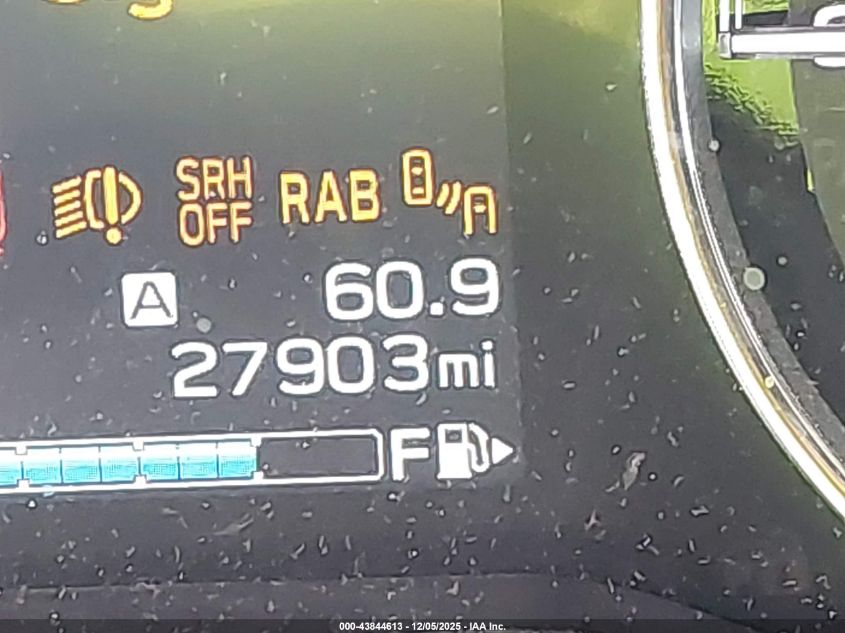 SRH
OFF
RAB
A 60.9
27903mi
F
000-43844613 - 12/05/2025 - IAA Inc.